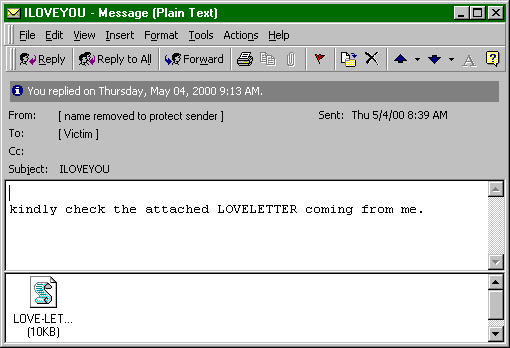 ILOVEYOU - Message (Plain Text)
File Edit View Insert Format Tools Actions Help
Reply Reply to All Forward
You replied on Thursday, May 04, 2000 9:13 AM.
From: [ name removed to protect sender ] Sent: Thu 5/4/00 8:39 AM
To: [ Victim ]
Cc:
Subject: ILOVEYOU
kindly check the attached LOVELETTER coming from me.
LOVE-LET...
(10KB)